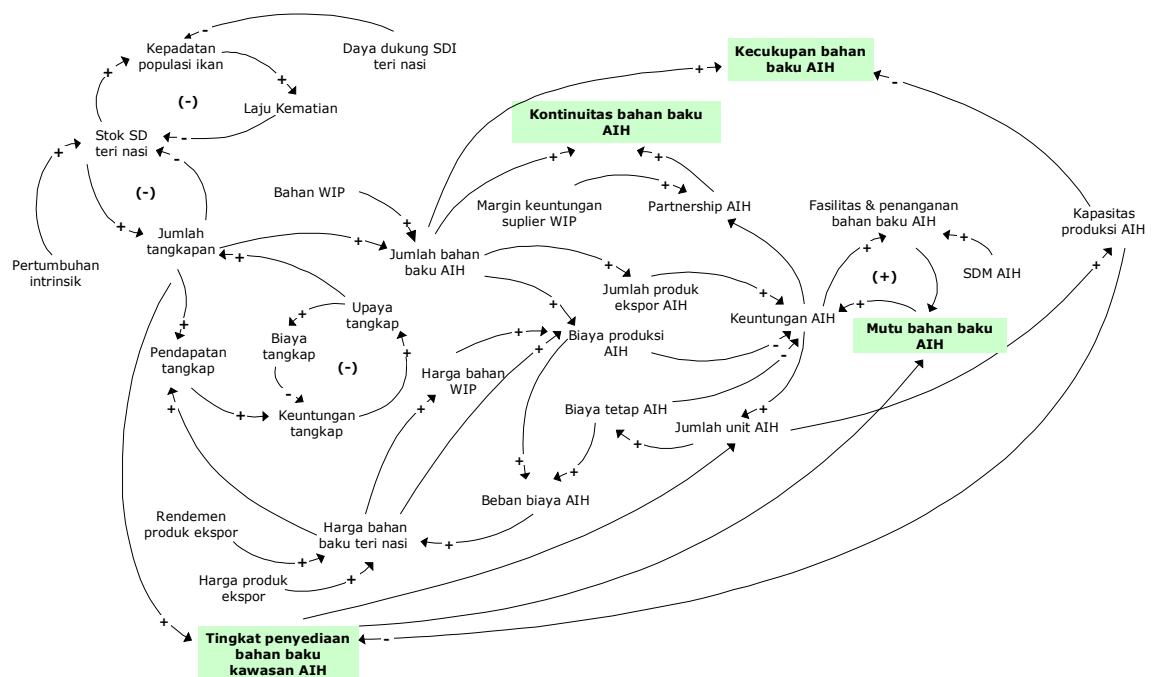 Kepadatan
populasi ikan
Daya dukung SDI
teri nasi
Laju Kematian
(-)
Stok SD
teri nasi
(-)
Jumlah
tangkapan
Pertumbuhan
intrinsik
Kecukupan bahan
baku AIH
Kontinuitas bahan baku
AIH
Bahan WIP
Margin keuntungan
suplier WIP
Partnership AIH
Fasilitas & penanganan
bahan baku AIH
Kapasitas
produksi AIH
SDM AIH
(+)
Jumlah bahan
baku AIH
Jumlah produk
ekspor AIH
Keuntungan AIH
Mutu bahan baku
AIH
Upaya
tangkap
Biaya
tangkap
(-)
Pendapatan
tangkap
Keuntungan
tangkap
Harga bahan
WIP
Biaya produksi
AIH
Biaya tetap AIH
Jumlah unit AIH
Beban biaya AIH
Rendemen
produk ekspor
Harga bahan
baku teri nasi
Harga produk
ekspor
Tingkat penyediaan
bahan baku
kawasan AIH
-
+
+
-
+
-
+
+
+
+
+
+
+
+
-
+
+
+
-
+
+
+
+
+
+
+
-
+
-
+
+
+
+
+
+
+
+
+
+
-
+
-